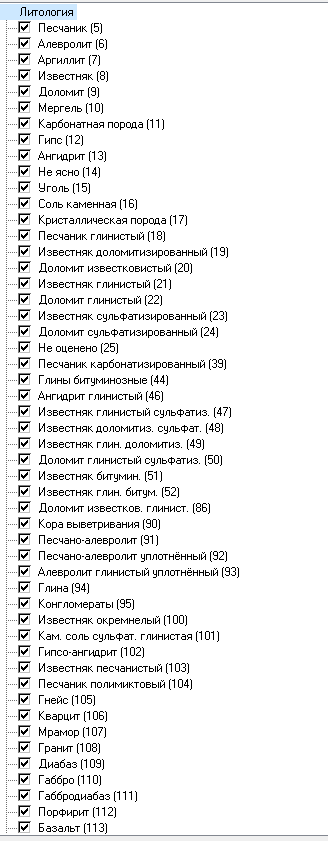 Литология
Песчаник (5)
Алевролит (6)
Аргиллит (7)
Известняк (8)
Доломит (9)
Мергель (10)
Карбонатная порода (11)
Гипс (12)
Ангидрит (13)
Не ясно (14)
Уголь (15)
Соль каменная (16)
Кристаллическая порода (17)
Песчаник глинистый (18)
Известняк доломитизированный (19)
Доломит известковистый (20)
Известняк глинистый (21)
Доломит глинистый (22)
Известняк сульфатизированный (23)
Доломит сульфатизированный (24)
Не оценено (25)
Песчаник карбонатизированный (39)
Глины битуминозные (44)
Ангидрит глинистый (46)
Известняк глинистый сульфатиз. (47)
Известняк доломитиз. сульфат. (48)
Известняк глин. доломитиз. (49)
Доломит глинистый сульфатиз. (50)
Известняк битумин. (51)
Известняк глин. битум. (52)
Доломит известков. глинист. (86)
Кора выветривания (90)
Песчано-алевролит (91)
Песчано-алевролит уплотнённый (92)
Алевролит глинистый уплотнённый (93)
Глина (94)
Конгломераты (95)
Известняк окремнелый (100)
Кам. соль сульфат. глинистая (101)
Гипсо-ангидрит (102)
Известняк песчанистый (103)
Песчаник полимиктовый (104)
Гнейс (105)
Кварцит (106)
Мрамор (107)
Гранит (108)
Диабаз (109)
Габбро (110)
Габбродиабаз (111)
Порфирит (112)
Базальт (113)